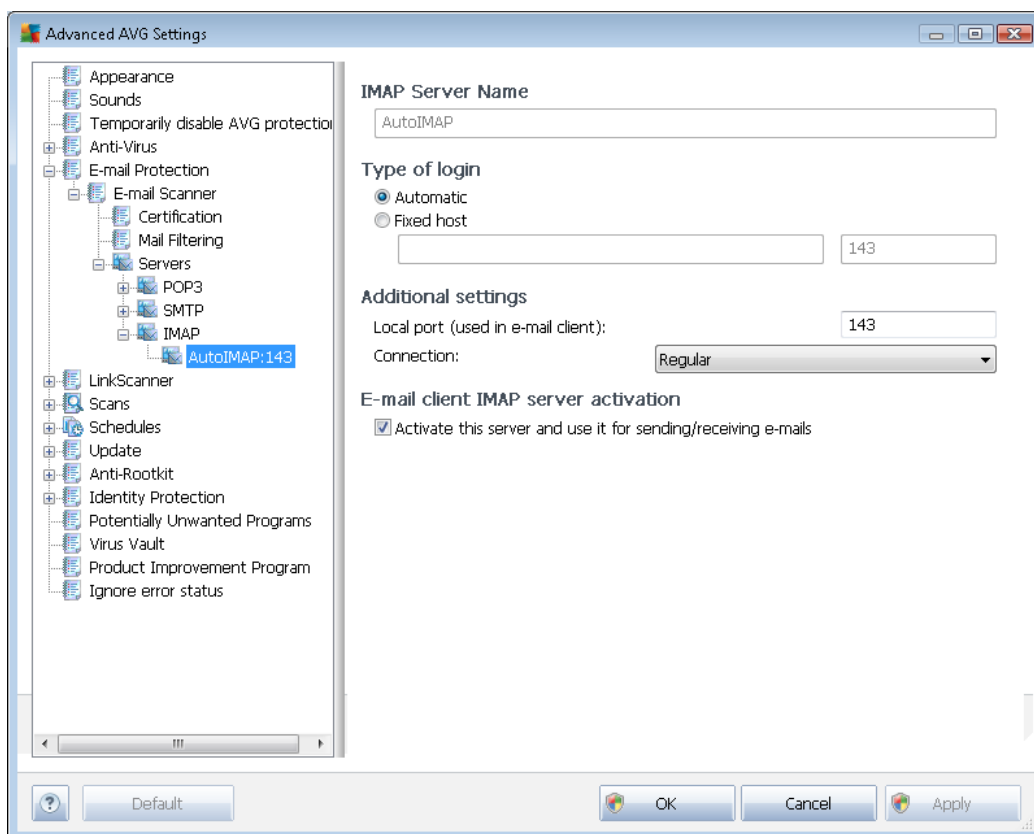 Advanced AVG Settings
Appearance
Sounds
Temporarily disable AVG protection
Anti-Virus
E-mail Protection
E-mail Scanner
Certification
Mail Filtering
Servers
POP3
SMTP
IMAP
AutoIMAP:143
LinkScanner
Scans
Schedules
Update
Anti-Rootkit
Identity Protection
Potentially Unwanted Programs
Virus Vault
Product Improvement Program
Ignore error status
IMAP Server Name
AutoIMAP
Type of login
Automatic
Fixed host
143
Additional settings
Local port (used in e-mail client): 143
Connection: Regular
E-mail client IMAP server activation
Activate this server and use it for sending/receiving e-mails
? Default OK Cancel Apply